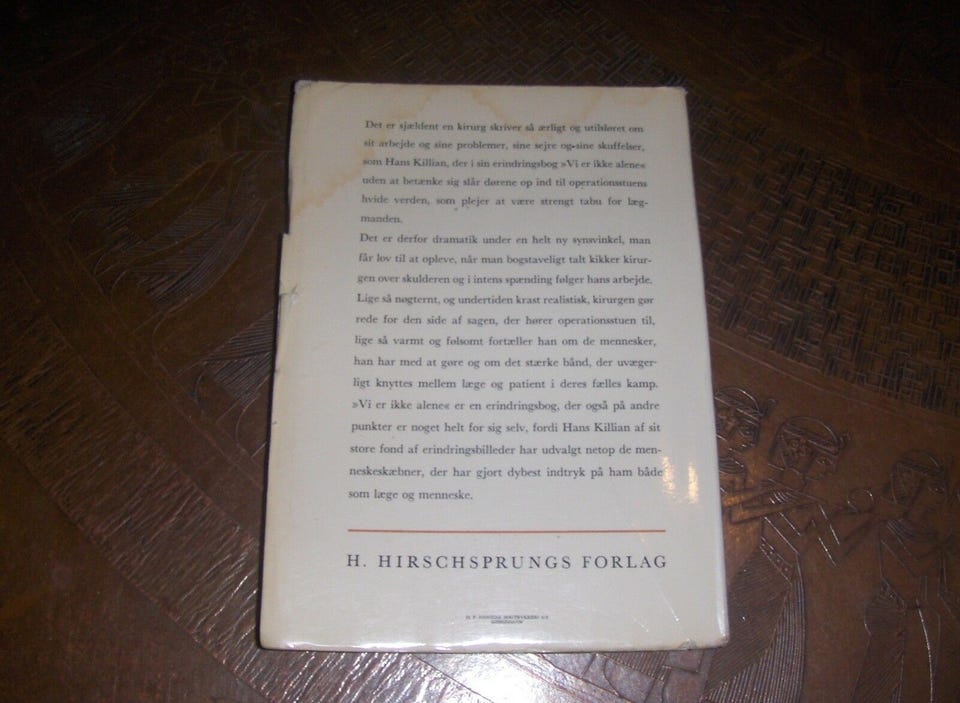 Det er sjældent en kirurg skriver så ærligt og utilsløret om
sit arbejde og sine problemer, sine sejre og sine skuffelser,
som Hans Killian, der i sin erindringsbog »Vi er ikke alene«
uden at betænke sig slår dørene op ind til operationsstuens
hvide verden, som plejer at være strengt tabu for læg-
manden.
Det er derfor dramatik under en helt ny synsvinkel, man
får lov til at opleve, når man bogstaveligt talt kikker kirur-
gen over skulderen og i intens spænding følger hans arbejde.
Lige så nøgternt, og undertiden krast realistisk, kirurgen gør
rede for den side af sagen, der hører operationsstuen til,
lige så varmt og følsomt fortæller han om de mennesker,
han har med at gøre og om det stærke bånd, der uvæger-
ligt knyttes mellem læge og patient i deres fælles kamp.
»Vi er ikke alene« er en erindringsbog, der også på andre
punkter er noget helt for sig selv, fordi Hans Killian af sit
store fond af erindringsbilleder har udvalgt netop de men-
neskeskæbner, der har gjort dybest indtryk på ham både
som læge og menneske.
H. HIRSCHSPRUNGS FORLAG